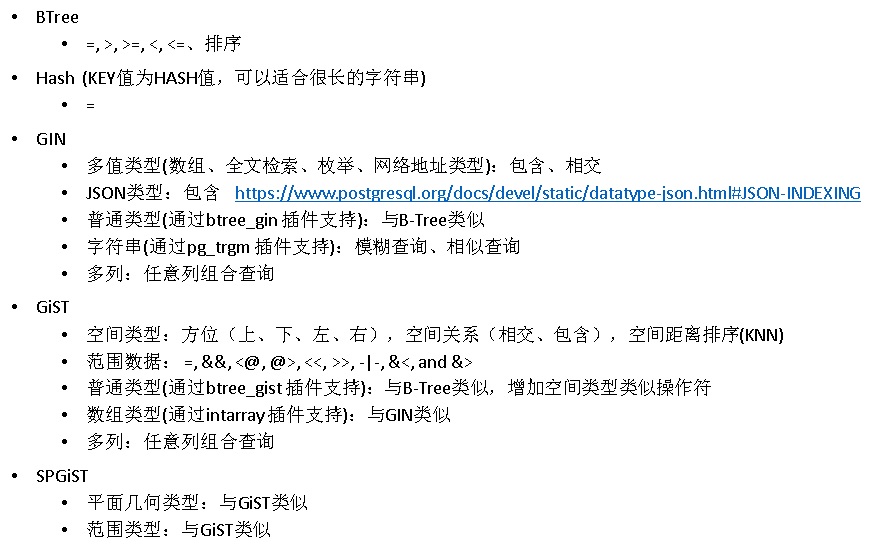 • BTree
• =, >, >=, <, <=、排序
• Hash (KEY值为HASH值，可以适合很长的字符串)
• =
• GIN
• 多值类型(数组、全文检索、枚举、网络地址类型)：包含、相交
• JSON类型：包含 https://www.postgresql.org/docs/devel/static/datatype-json.html#JSON-INDEXING
• 普通类型(通过btree_gin 插件支持)：与B-Tree类似
• 字符串(通过pg_trgm 插件支持)：模糊查询、相似查询
• 多列：任意列组合查询
• GiST
• 空间类型：方位（上、下、左、右），空间关系（相交、包含），空间距离排序(KNN)
• 范围数据： =, &&, <@, @>, <<, >>, -|-, &<, and &>
• 普通类型(通过btree_gist 插件支持)：与B-Tree类似，增加空间类型类似操作符
• 数组类型(通过intarray 插件支持)：与GIN类似
• 多列：任意列组合查询
• SPGiST
• 平面几何类型：与GiST类似
• 范围类型：与GiST类似